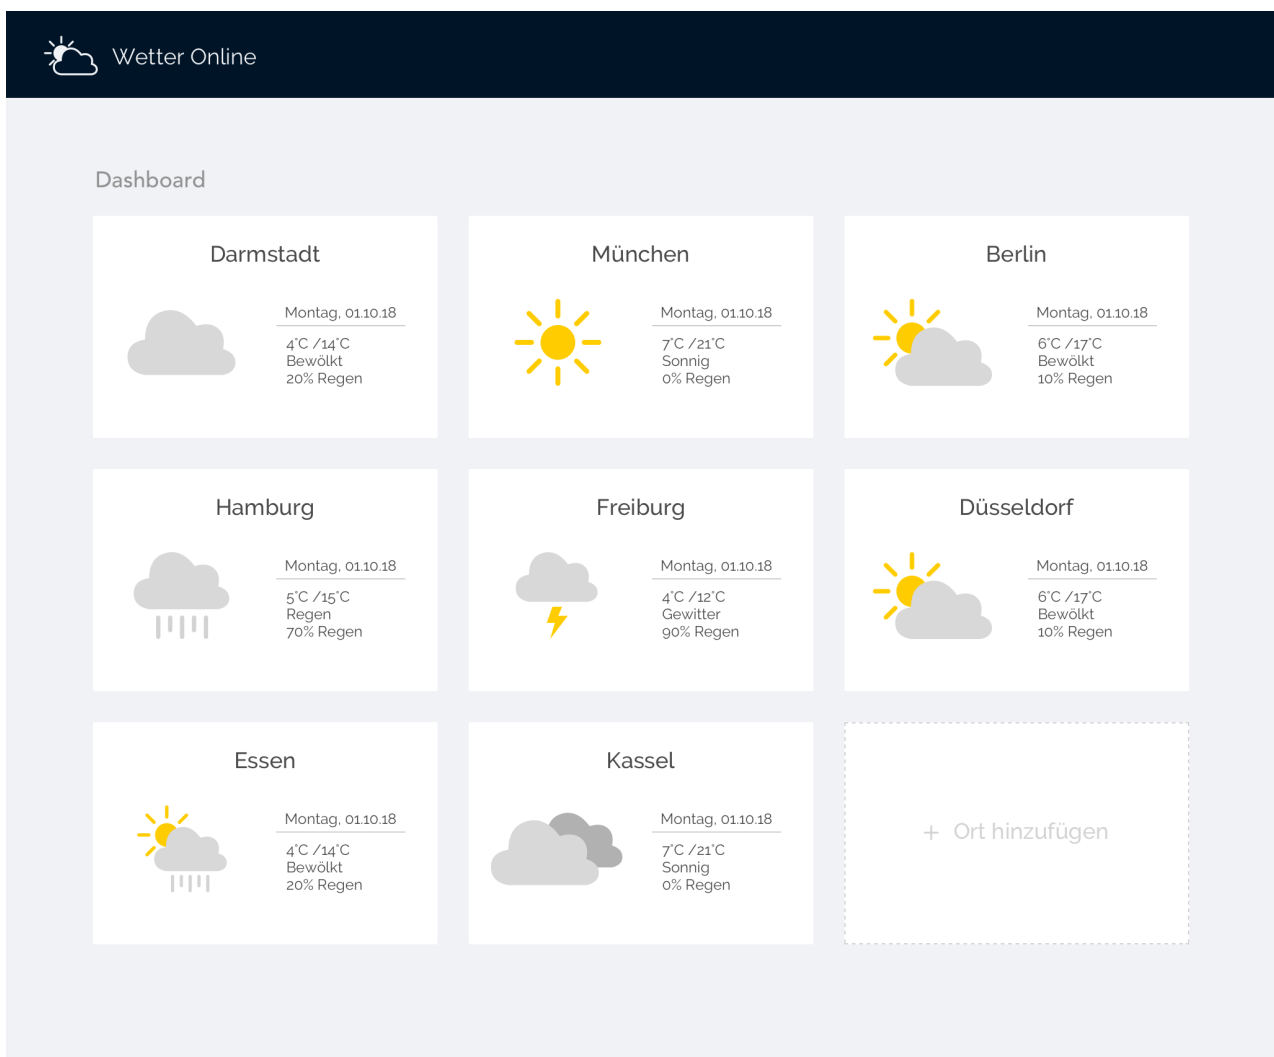 Wetter Online
Dashboard
Darmstadt
Montag, 01.10.18
4°C /14°C
Bewölkt
20% Regen
München
Montag, 01.10.18
7°C /21°C
Sonnig
0% Regen
Berlin
Montag, 01.10.18
6°C /17°C
Bewölkt
10% Regen
Hamburg
Montag, 01.10.18
5°C /15°C
Regen
70% Regen
Freiburg
Montag, 01.10.18
4°C /12°C
Gewitter
90% Regen
Düsseldorf
Montag, 01.10.18
6°C /17°C
Bewölkt
10% Regen
Essen
Montag, 01.10.18
4°C /14°C
Bewölkt
20% Regen
Kassel
Montag, 01.10.18
7°C /21°C
Sonnig
0% Regen
+ Ort hinzufügen